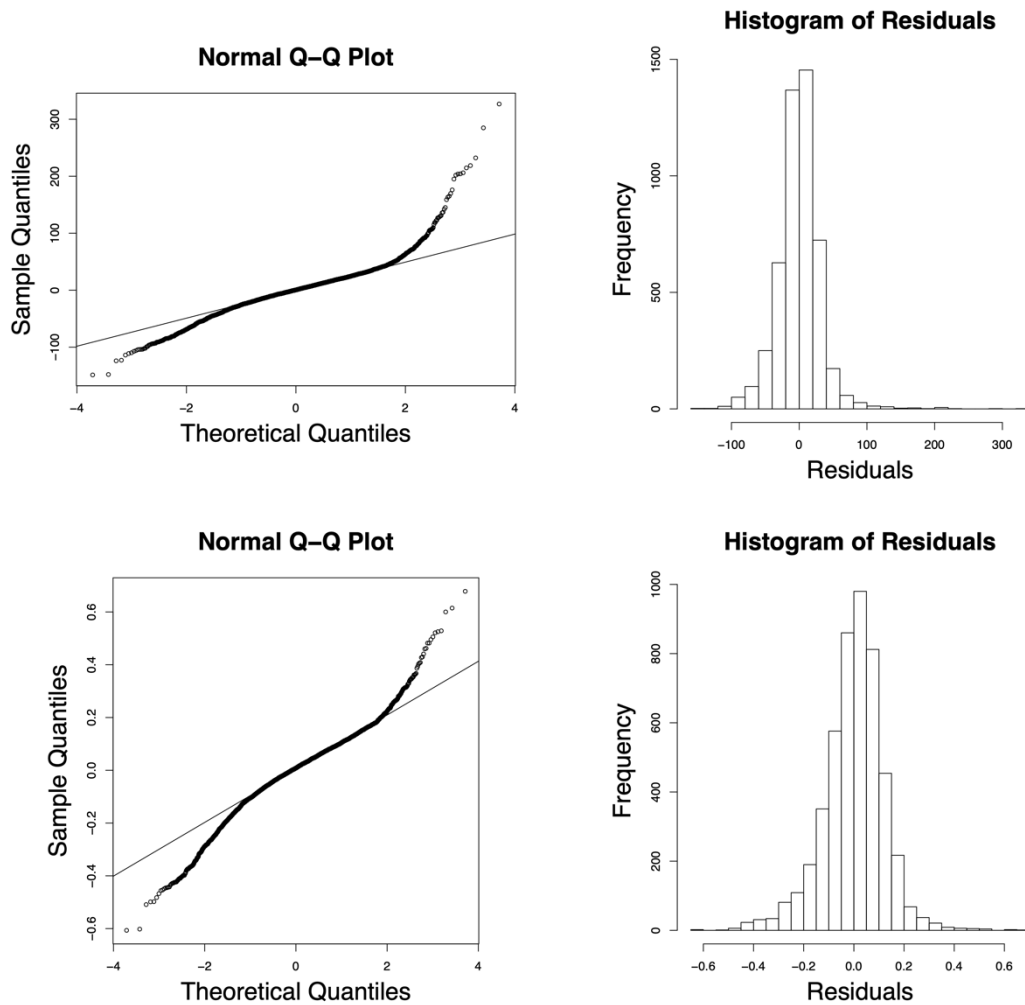 Normal Q−Q Plot
Sample Quantiles
−100 0 100 200 300
−4 −2 0 2 4
Theoretical Quantiles
Histogram of Residuals
Frequency
0 500 1000 1500
−100 0 100 200 300
Residuals
Normal Q−Q Plot
Sample Quantiles
−0.6 −0.4 −0.2 0.0 0.2 0.4 0.6
−4 −2 0 2 4
Theoretical Quantiles
Histogram of Residuals
Frequency
0 200 400 600 800 1000
−0.6 −0.4 −0.2 0.0 0.2 0.4 0.6
Residuals